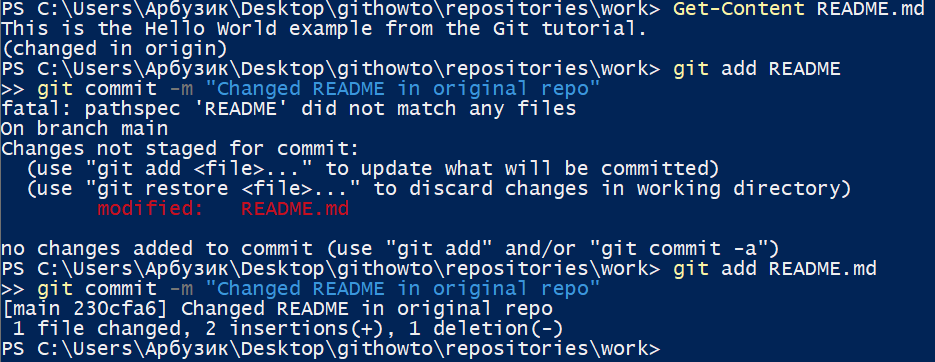 PS C:\Users\Арбузик\Desktop\githowto\repositories\work> Get-Content README.md
This is the Hello World example from the Git tutorial.
(changed in origin)
PS C:\Users\Арбузик\Desktop\githowto\repositories\work> git add README
>> git commit -m "Changed README in original repo"
fatal: pathspec 'README' did not match any files
On branch main
Changes not staged for commit:
  (use "git add <file>..." to update what will be committed)
  (use "git restore <file>..." to discard changes in working directory)
        modified:   README.md

no changes added to commit (use "git add" and/or "git commit -a")
PS C:\Users\Арбузик\Desktop\githowto\repositories\work> git add README.md
>> git commit -m "Changed README in original repo"
[main 230cfa6] Changed README in original repo
 1 file changed, 2 insertions(+), 1 deletion(-)
PS C:\Users\Арбузик\Desktop\githowto\repositories\work>